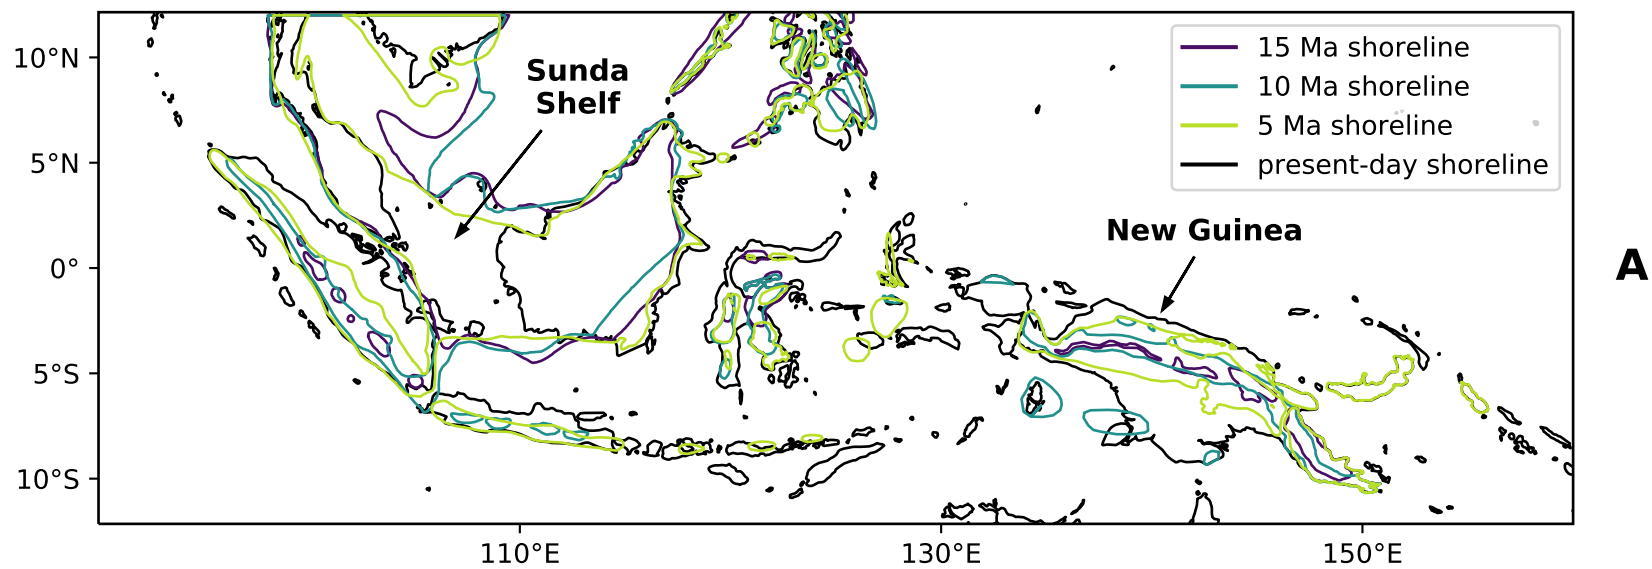 10°N
5°N
0°
5°S
10°S
110°E
130°E
150°E
Sunda
Shelf
New Guinea
15 Ma shoreline
10 Ma shoreline
5 Ma shoreline
present-day shoreline
A